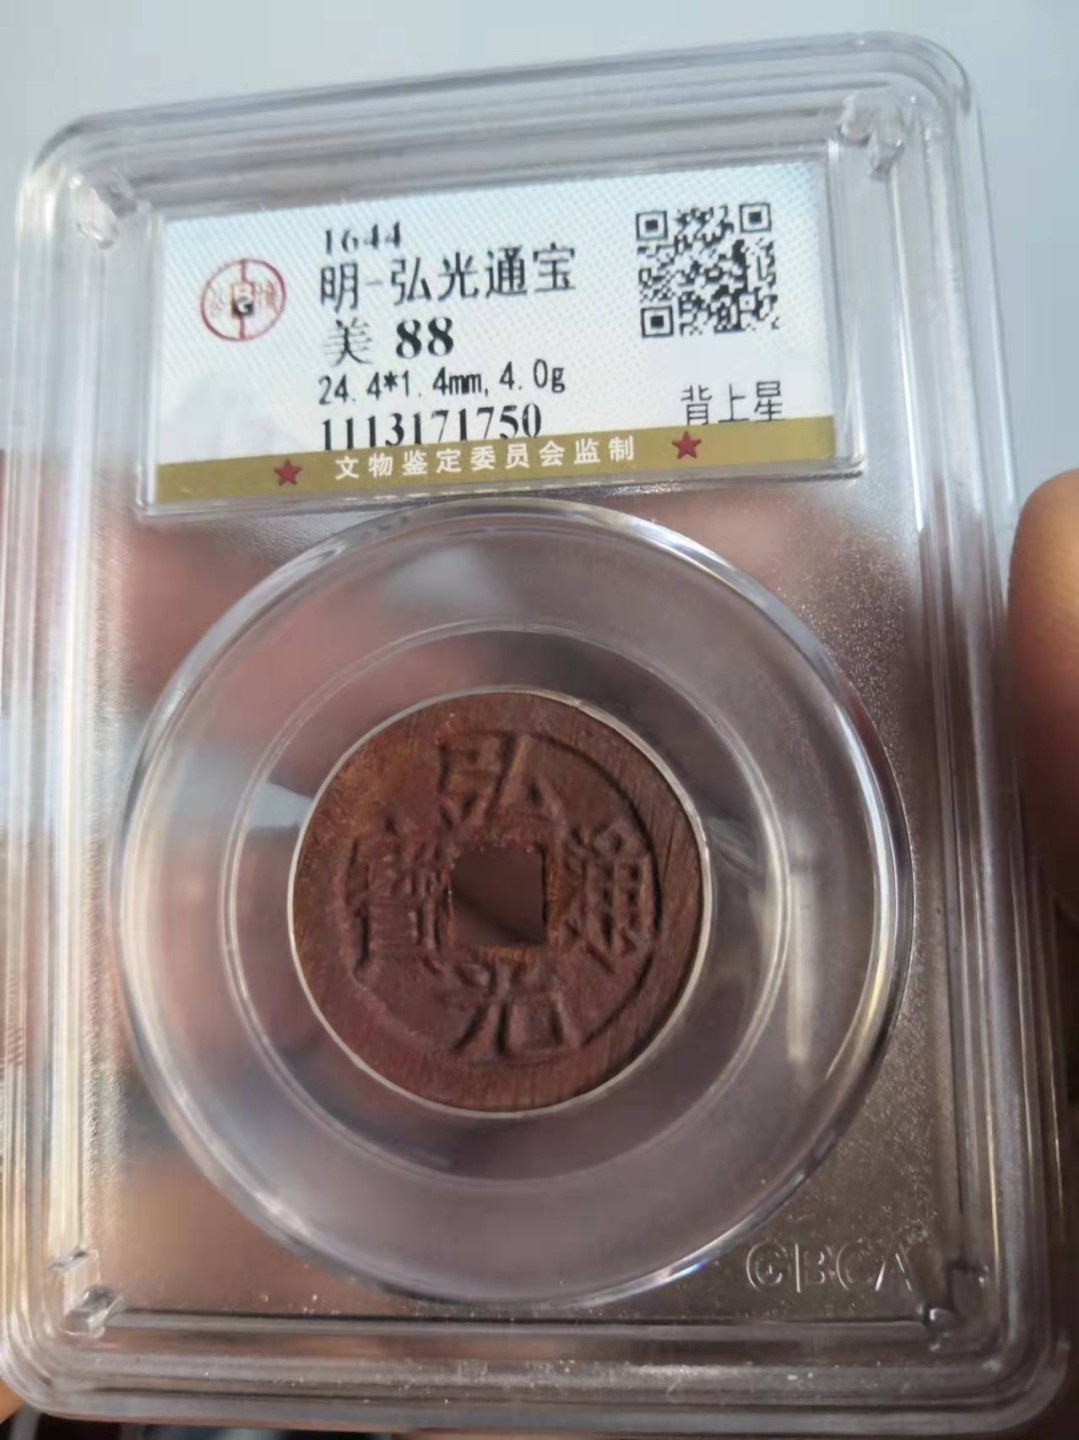 1644
明-弘光通宝
美 88
24.4*1.4mm,4.0g
1113171750
背上星
文物鉴定委员会监制
弘光通寶
GBCA